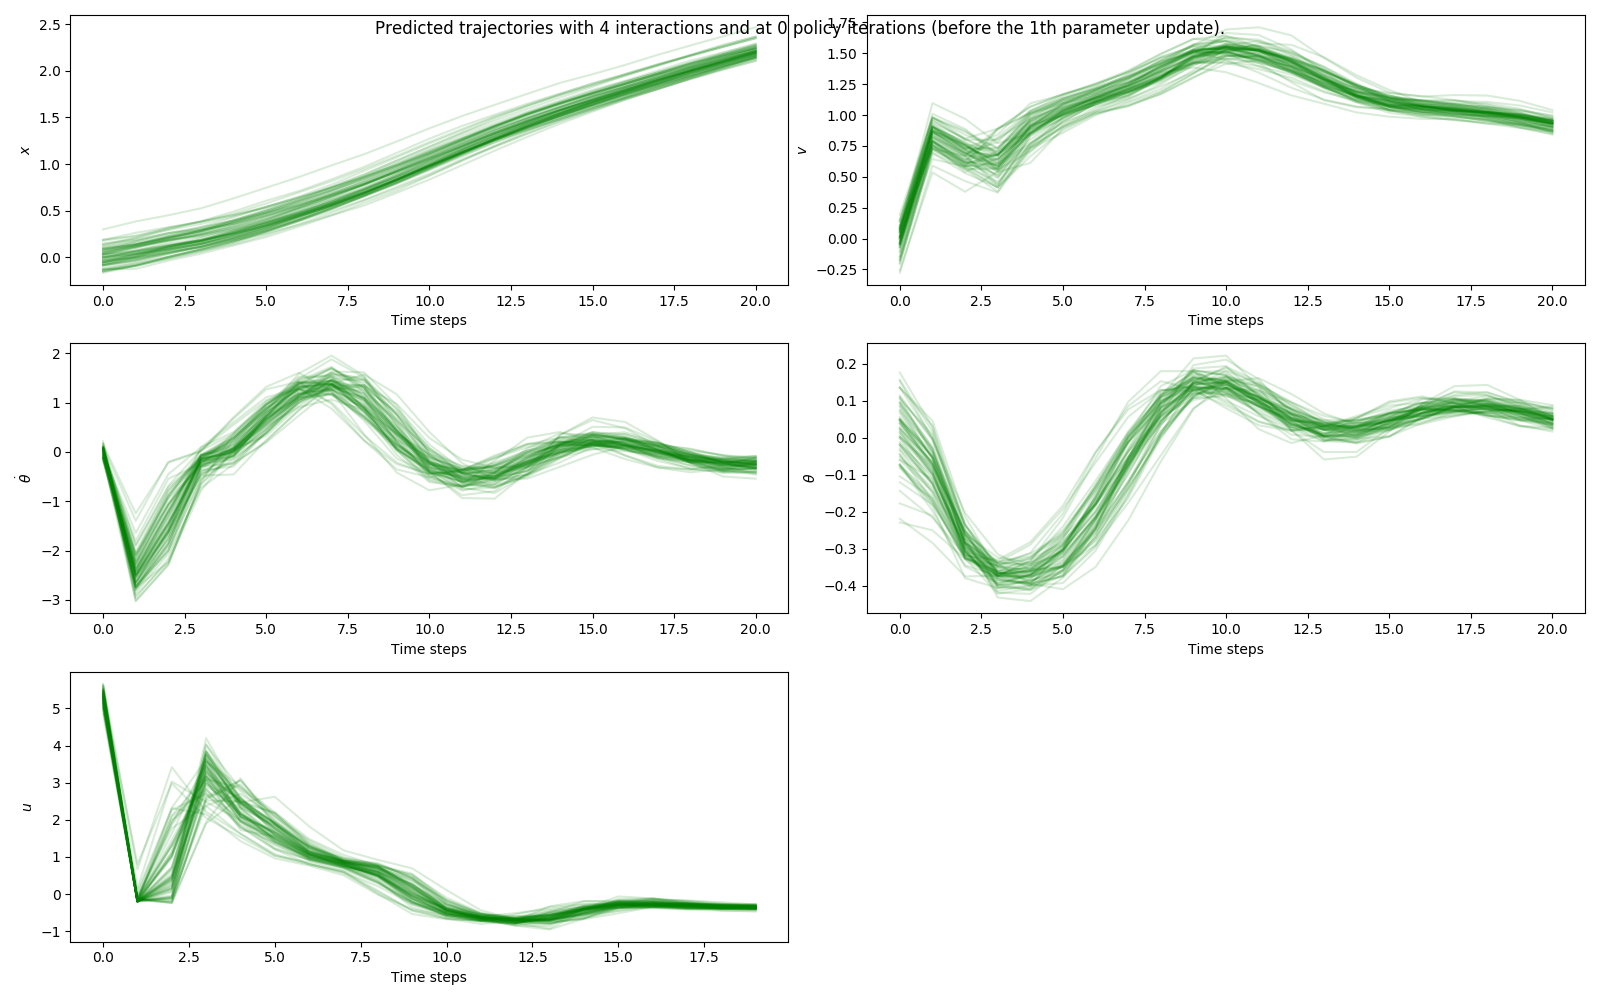 Predicted trajectories with 4 interactions and at 0 policy iterations (before the 1th parameter update).
2.5
2.0
1.5
1.0
0.5
0.0
x
0.0 2.5 5.0 7.5 10.0 12.5 15.0 17.5 20.0
Time steps
1.75
1.50
1.25
1.00
0.75
0.50
0.25
0.00
−0.25
v
0.0 2.5 5.0 7.5 10.0 12.5 15.0 17.5 20.0
Time steps
2
1
0
−1
−2
−3
θ̇
0.0 2.5 5.0 7.5 10.0 12.5 15.0 17.5 20.0
Time steps
0.2
0.1
0.0
−0.1
−0.2
−0.3
−0.4
θ
0.0 2.5 5.0 7.5 10.0 12.5 15.0 17.5 20.0
Time steps
5
4
3
2
1
0
−1
u
0.0 2.5 5.0 7.5 10.0 12.5 15.0 17.5
Time steps